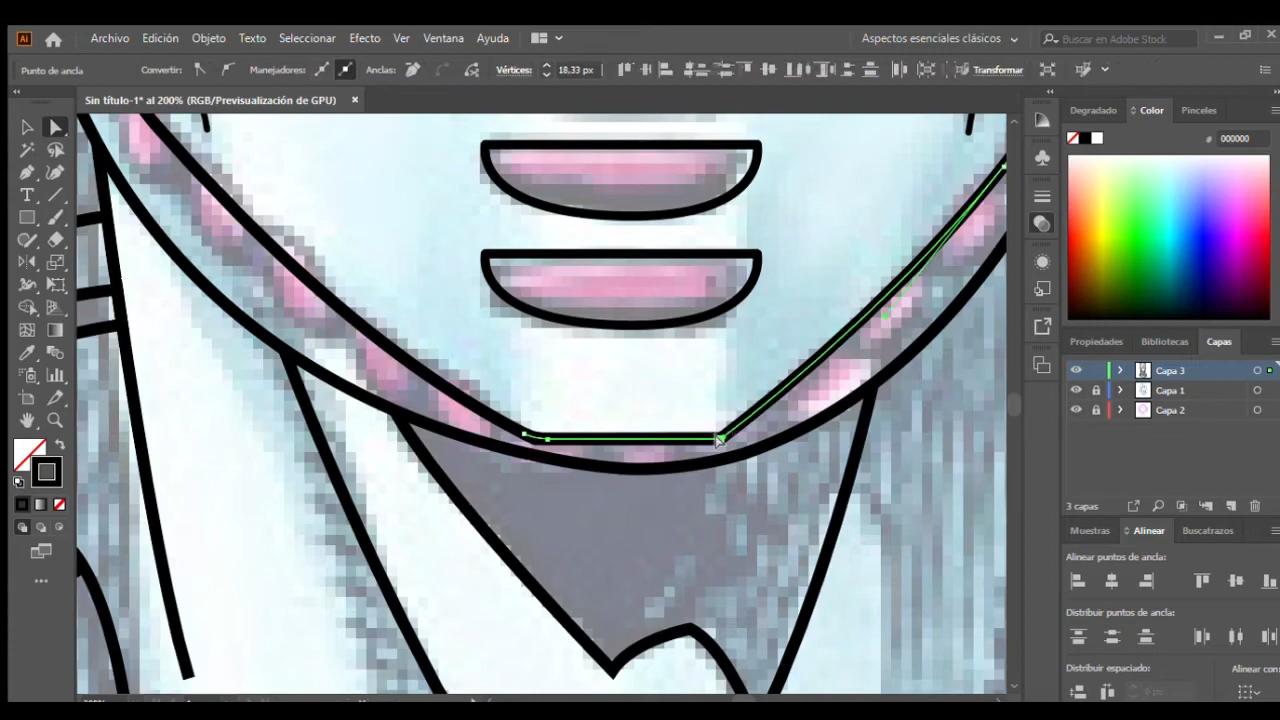 Ai Archivo Edición Objeto Texto Seleccionar Efecto Ver Ventana Ayuda Aspectos esenciales clásicos Buscar en Adobe Stock
Punto de ancla Convertir: Manejadores: Anclas: Vértices: 18,33 px Transformar
Sin título-1* al 200% (RGB/Previsualización de GPU) ×
Degradado Color Pinceles
# 000000
Propiedades Bibliotecas Capas
Capa 3
Capa 1
Capa 2
3 capas
Muestras Alinear Buscatrazos
Alinear puntos de ancla:
Distribuir puntos de ancla:
Distribuir espaciado: Alinear con